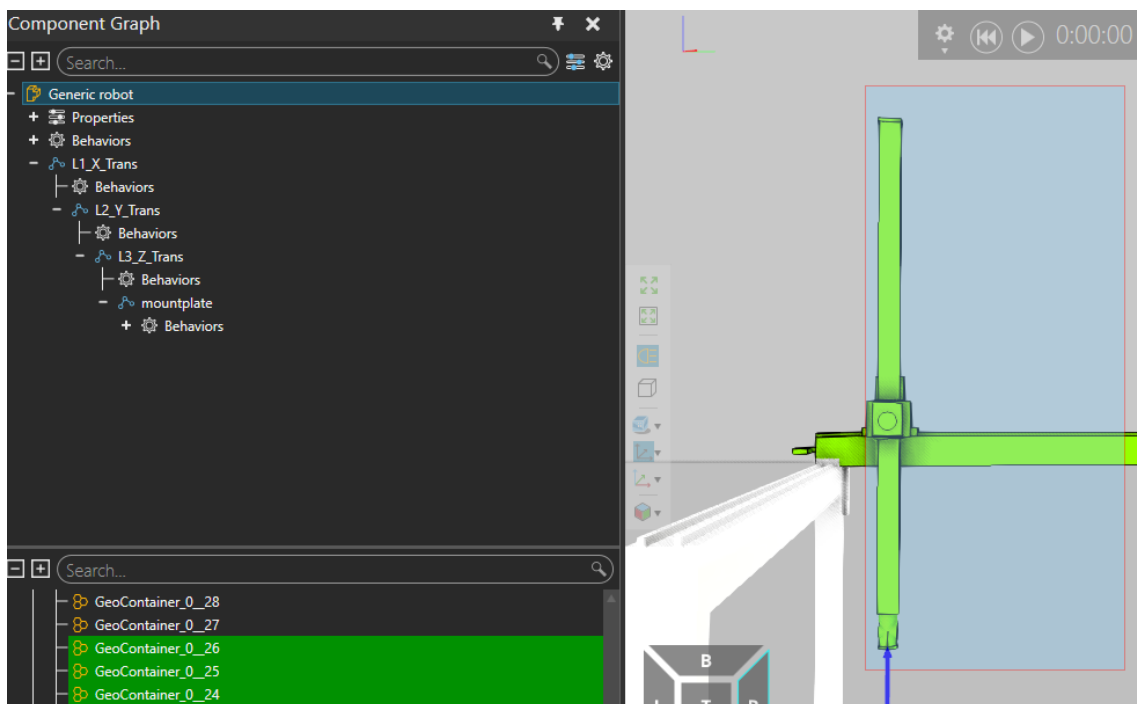 Component Graph
Search...
Generic robot
Properties
Behaviors
L1_X_Trans
Behaviors
L2_Y_Trans
Behaviors
L3_Z_Trans
Behaviors
mountplate
Behaviors
Search...
GeoContainer_0__28
GeoContainer_0__27
GeoContainer_0__26
GeoContainer_0__25
GeoContainer_0__24
0:00:00
B
T